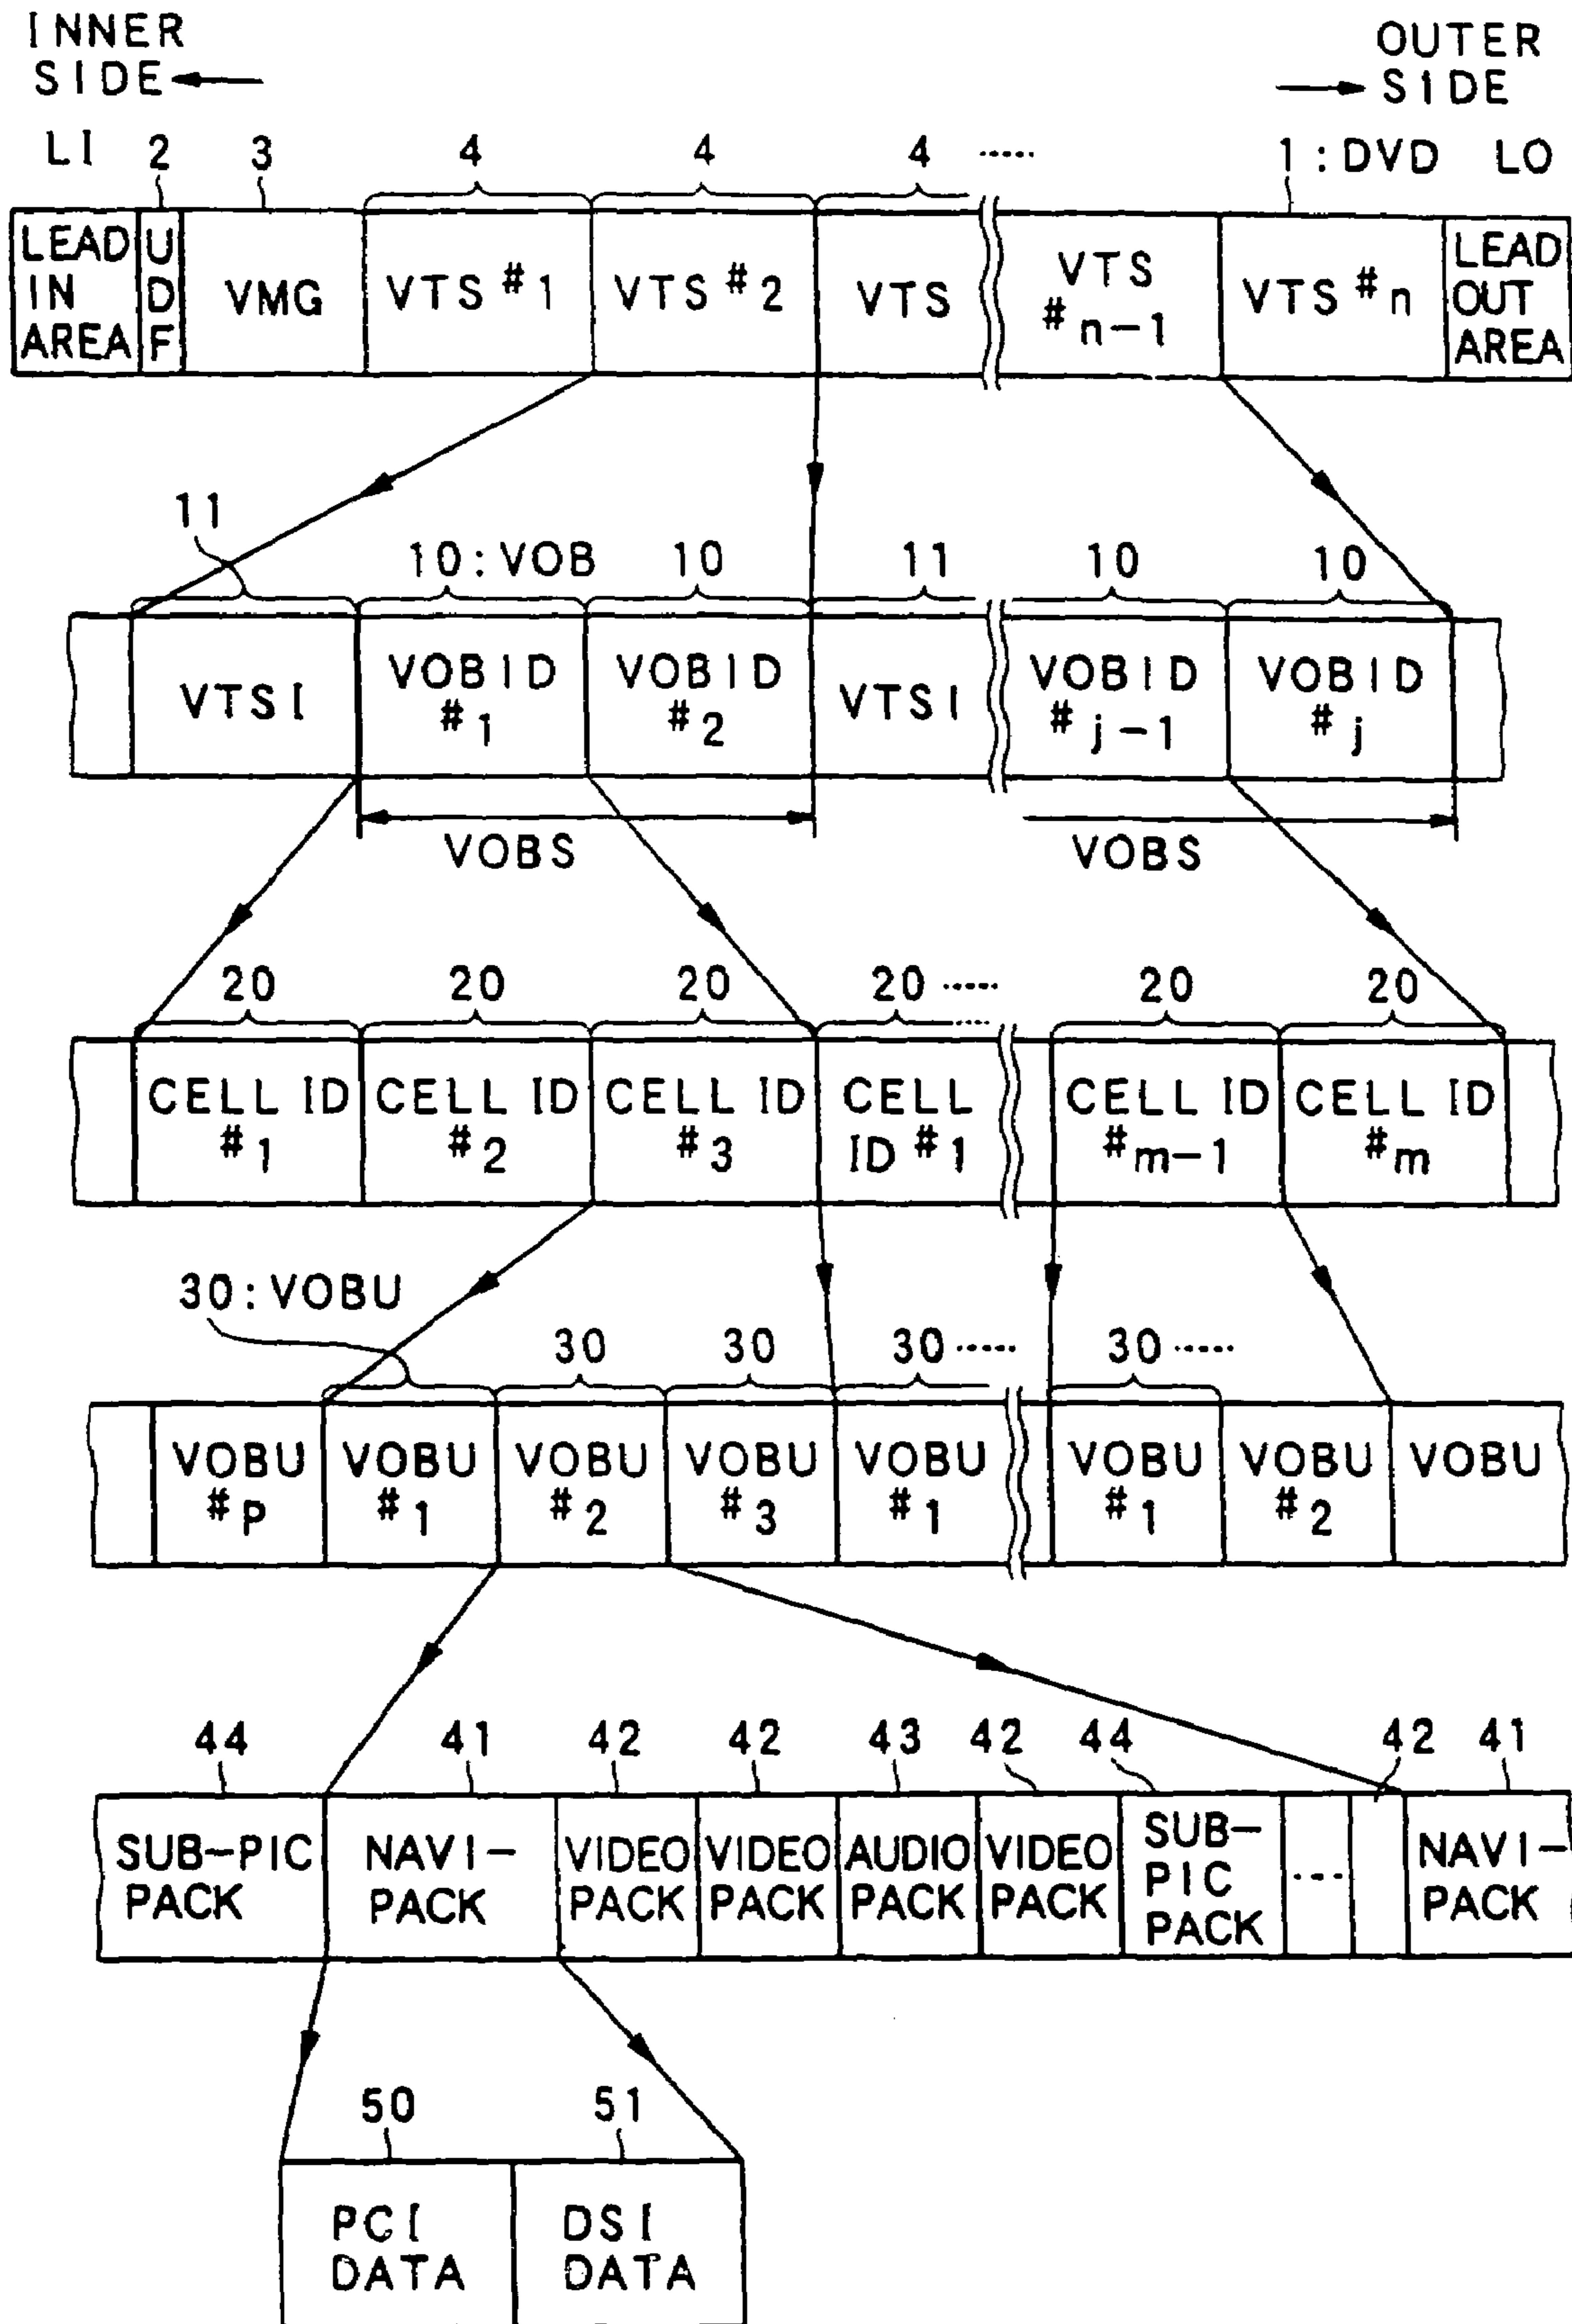 INNER
SIDE
OUTER
SIDE
LI 2 3 4 4 4 ····· 1:DVD LO
LEAD
IN
AREA
U
D
F
VMG
VTS #1
VTS #2
VTS
VTS
#n-1
VTS #n
LEAD
OUT
AREA
11 10:VOB 10 11 10 10
VTSI
VOBID
#1
VOBID
#2
VTSI
VOBID
#j-1
VOBID
#j
VOBS
VOBS
20 20 20 20 ····· 20 20
CELL ID
#1
CELL ID
#2
CELL ID
#3
CELL
ID #1
CELL ID
#m-1
CELL ID
#m
30:VOBU
30 30 30 ····· 30 ·····
VOBU
#P
VOBU
#1
VOBU
#2
VOBU
#3
VOBU
#1
VOBU
#1
VOBU
#2
VOBU
44 41 42 42 43 42 44 42 41
SUB-PIC
PACK
NAVI-
PACK
VIDEO
PACK
VIDEO
PACK
AUDIO
PACK
VIDEO
PACK
SUB-
PIC
PACK
····
NAVI-
PACK
50 51
PCI
DATA
DSI
DATA